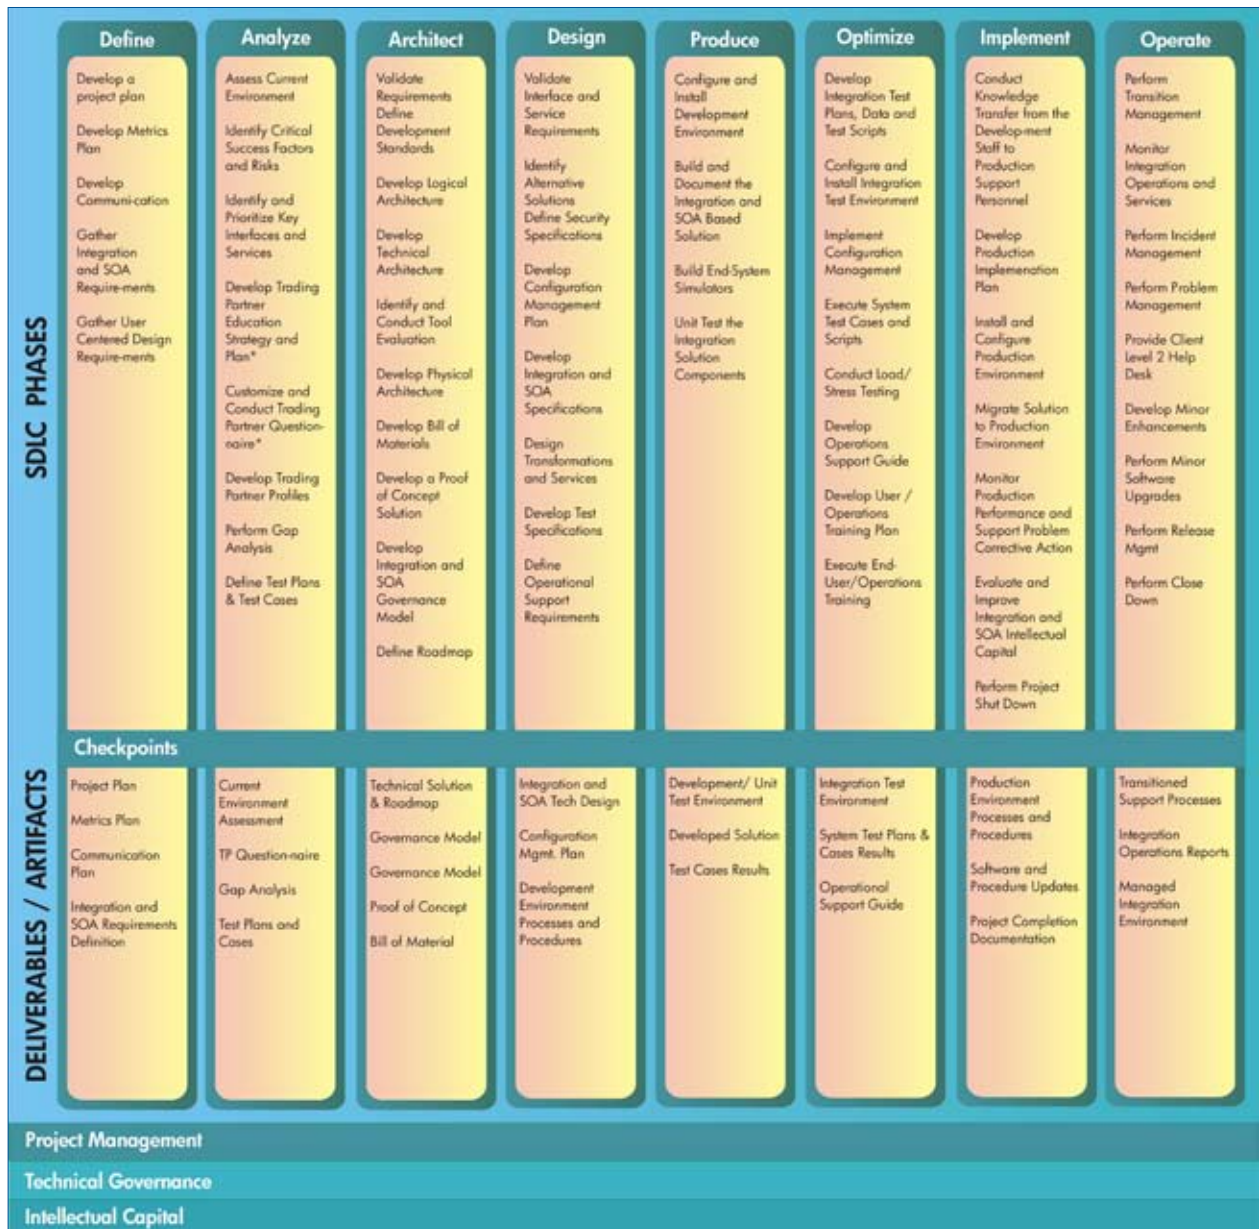 Define
Analyze
Architect
Design
Produce
Optimize
Implement
Operate
SDLC PHASES
Develop a
project plan
Develop Metrics
Plan
Develop
Communi-cation
Gather
Integration
and SOA
Require-ments
Gather User
Centered Design
Require-ments
Assess Current
Environment
Identify Critical
Success Factors
and Risks
Identify and
Prioritize Key
Interfaces and
Services
Develop Trading
Partner
Education
Strategy and
Plan*
Customize and
Conduct Trading
Partner Question-
naire*
Develop Trading
Partner Profiles
Perform Gap
Analysis
Define Test Plans
& Test Cases
Validate
Requirements
Define
Development
Standards
Develop Logical
Architecture
Develop
Technical
Architecture
Identify and
Conduct Tool
Evaluation
Develop Physical
Architecture
Develop Bill of
Materials
Develop a Proof
of Concept
Solution
Develop
Integration and
SOA
Governance
Model
Define Roadmap
Validate
Interface and
Service
Requirements
Identify
Alternative
Solutions
Define Security
Specifications
Develop
Configuration
Management
Plan
Develop
Integration and
SOA
Specifications
Design
Transformations
and Services
Develop Test
Specifications
Define
Operational
Support
Requirements
Configure and
Install
Development
Environment
Build and
Document the
Integration and
SOA Based
Solution
Build End-System
Simulators
Unit Test the
Integration
Solution
Components
Develop
Integration Test
Plans, Data and
Test Scripts
Configure and
Install Integration
Test Environment
Implement
Configuration
Management
Execute System
Test Cases and
Scripts
Conduct Load/
Stress Testing
Develop
Operations
Support Guide
Develop User /
Operations
Training Plan
Execute End-
User/Operations
Training
Conduct
Knowledge
Transfer from the
Develop-ment
Staff to
Production
Support
Personnel
Develop
Production
Implemenation
Plan
Install and
Configure
Production
Environment
Migrate Solution
to Production
Environment
Monitor
Production
Performance and
Support Problem
Corrective Action
Evaluate and
Improve
Integration and
SOA Intellectual
Capital
Perform Project
Shut Down
Perform
Transition
Management
Monitor
Integration
Operations and
Services
Perform Incident
Management
Perform Problem
Management
Provide Client
Level 2 Help
Desk
Develop Minor
Enhancements
Perform Minor
Software
Upgrades
Perform Release
Mgmt
Perform Close
Down
Checkpoints
DELIVERABLES / ARTIFACTS
Project Plan
Metrics Plan
Communication
Plan
Integration and
SOA Requirements
Definition
Current
Environment
Assessment
TP Question-naire
Gap Analysis
Test Plans and
Cases
Technical Solution
& Roadmap
Governance Model
Governance Model
Proof of Concept
Bill of Material
Integration and
SOA Tech Design
Configuration
Mgmt. Plan
Development
Environment
Processes and
Procedures
Development/ Unit
Test Environment
Developed Solution
Test Cases Results
Integration Test
Environment
System Test Plans &
Cases Results
Operational
Support Guide
Production
Environment
Processes and
Procedures
Software and
Procedure Updates
Project Completion
Documentation
Transitioned
Support Processes
Integration
Operations Reports
Managed
Integration
Environment
Project Management
Technical Governance
Intellectual Capital